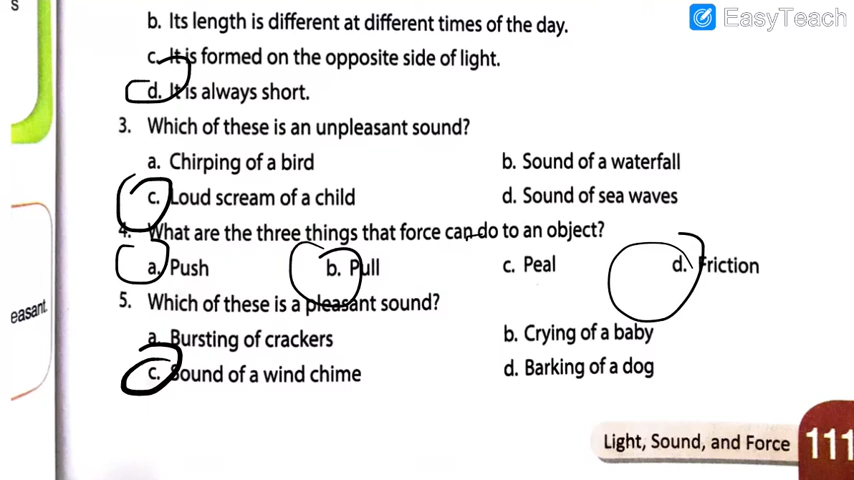 s
EasyTeach
b. Its length is different at different times of the day.
c. It is formed on the opposite side of light.
d. It is always short.
3. Which of these is an unpleasant sound?
a. Chirping of a bird b. Sound of a waterfall
c. Loud scream of a child d. Sound of sea waves
4. What are the three things that force can do to an object?
a. Push b. Pull c. Peal d. Friction
5. Which of these is a pleasant sound?
easant.
a. Bursting of crackers b. Crying of a baby
c. Sound of a wind chime d. Barking of a dog
Light, Sound, and Force 111